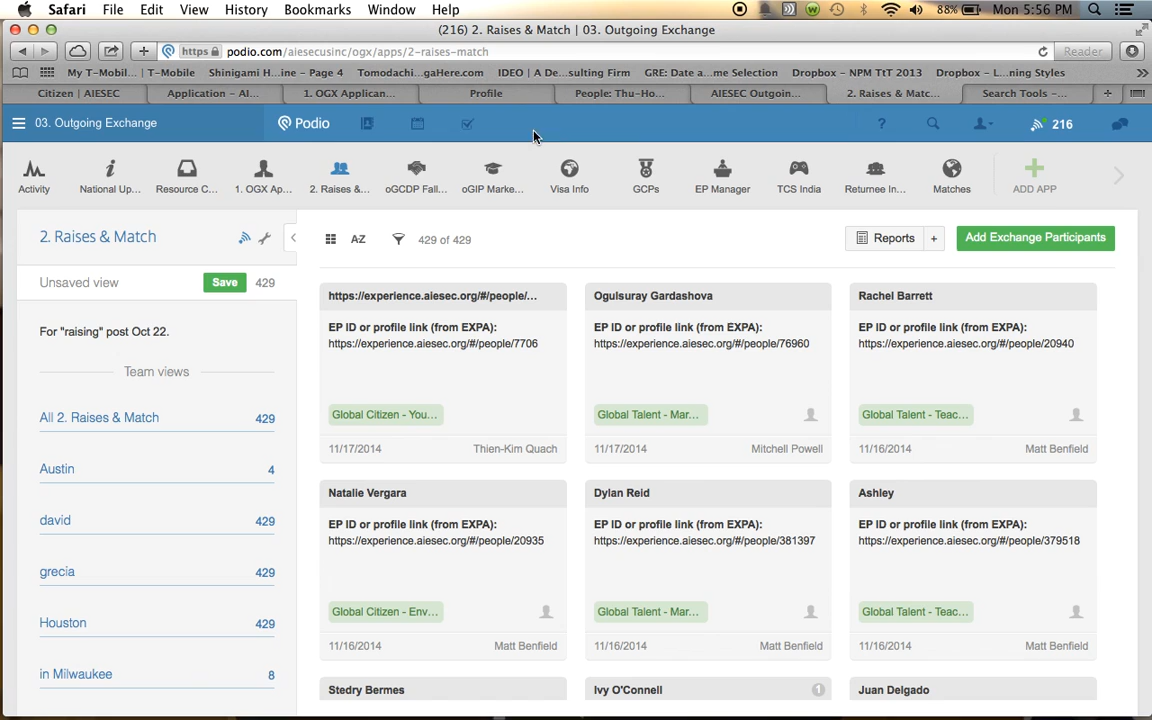 Safari File Edit View History Bookmarks Window Help 88% Mon 5:56 PM
(216) 2. Raises & Match | 03. Outgoing Exchange
https podio.com/aiesecusinc/ogx/apps/2-raises-match Reader
My T-Mobil... | T-Mobile Shinigami H...ine - Page 4 Tomodachi...gaHere.com IDEO | A De...sulting Firm GRE: Date a...me Selection Dropbox - NPM TtT 2013 Dropbox - L...ning Styles
Citizen | AIESEC Application – AI... 1. OGX Applican... Profile People: Thu-Ho... AIESEC Outgoin... 2. Raises & Matc... Search Tools –...
03. Outgoing Exchange Podio ? 216
Activity National Up... Resource C... 1. OGX Ap... 2. Raises &... oGCDP Fall... oGIP Marke... Visa Info GCPs EP Manager TCS India Returnee In... Matches ADD APP
2. Raises & Match
AZ 429 of 429 Reports + Add Exchange Participants
Unsaved view Save 429
For "raising" post Oct 22.
Team views
All 2. Raises & Match 429
Austin 4
david 429
grecia 429
Houston 429
in Milwaukee 8
https://experience.aiesec.org/#/people/...
EP ID or profile link (from EXPA):
https://experience.aiesec.org/#/people/7706
Global Citizen - You...
11/17/2014 Thien-Kim Quach
Ogulsuray Gardashova
EP ID or profile link (from EXPA):
https://experience.aiesec.org/#/people/76960
Global Talent - Mar...
11/17/2014 Mitchell Powell
Rachel Barrett
EP ID or profile link (from EXPA):
https://experience.aiesec.org/#/people/20940
Global Talent - Teac...
11/16/2014 Matt Benfield
Natalie Vergara
EP ID or profile link (from EXPA):
https://experience.aiesec.org/#/people/20935
Global Citizen - Env...
11/16/2014 Matt Benfield
Dylan Reid
EP ID or profile link (from EXPA):
https://experience.aiesec.org/#/people/381397
Global Talent - Mar...
11/16/2014 Matt Benfield
Ashley
EP ID or profile link (from EXPA):
https://experience.aiesec.org/#/people/379518
Global Talent - Teac...
11/16/2014 Matt Benfield
Stedry Bermes
Ivy O'Connell 1
Juan Delgado